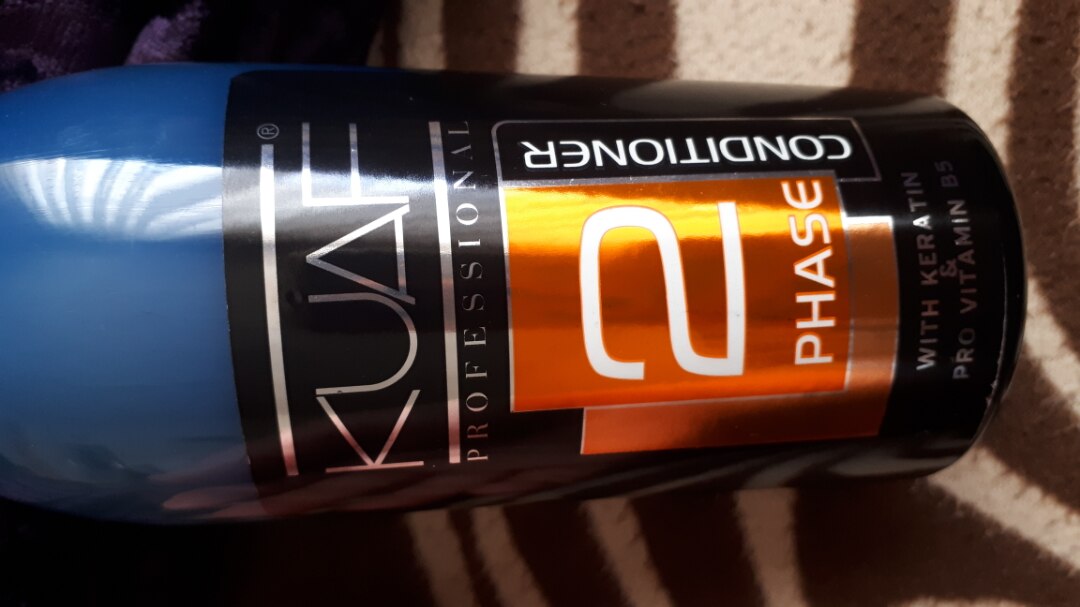 ®
KUAF
PROFESSIONAL
CONDITIONER
2
PHASE
WITH KERATIN
&
PRO VITAMIN B5